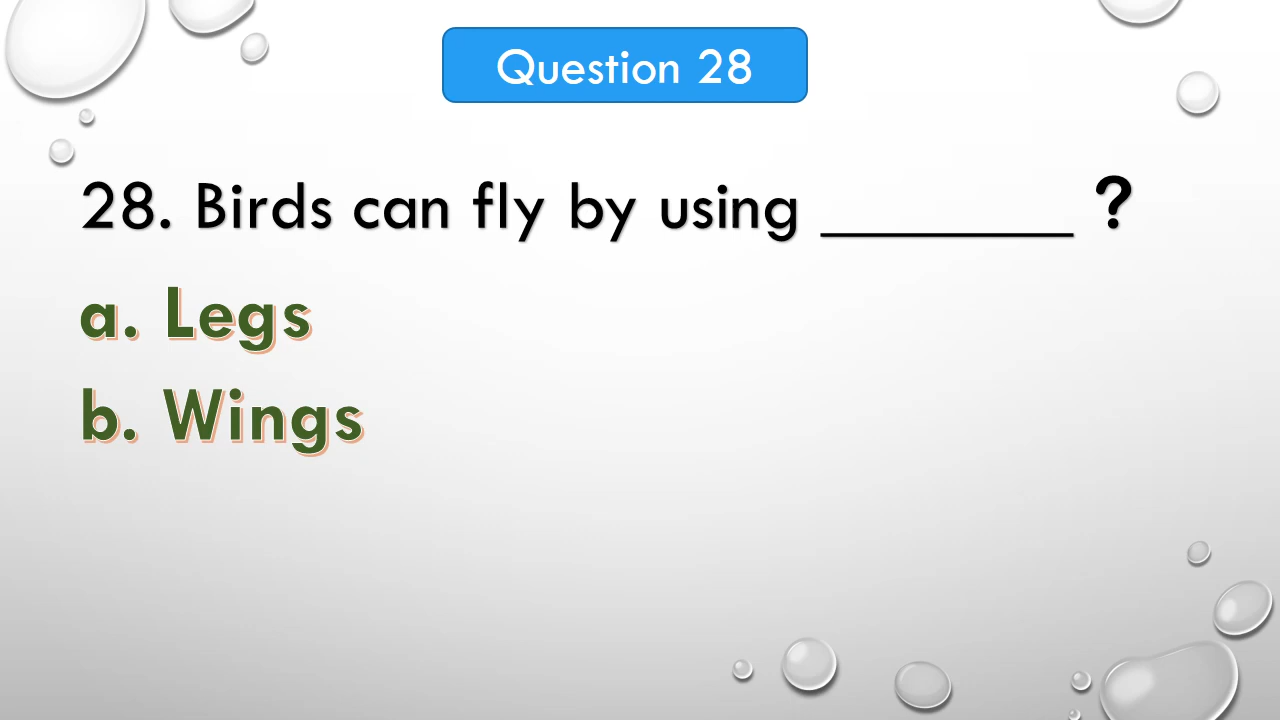 Question 28
28. Birds can fly by using ________ ?
a. Legs
b. Wings